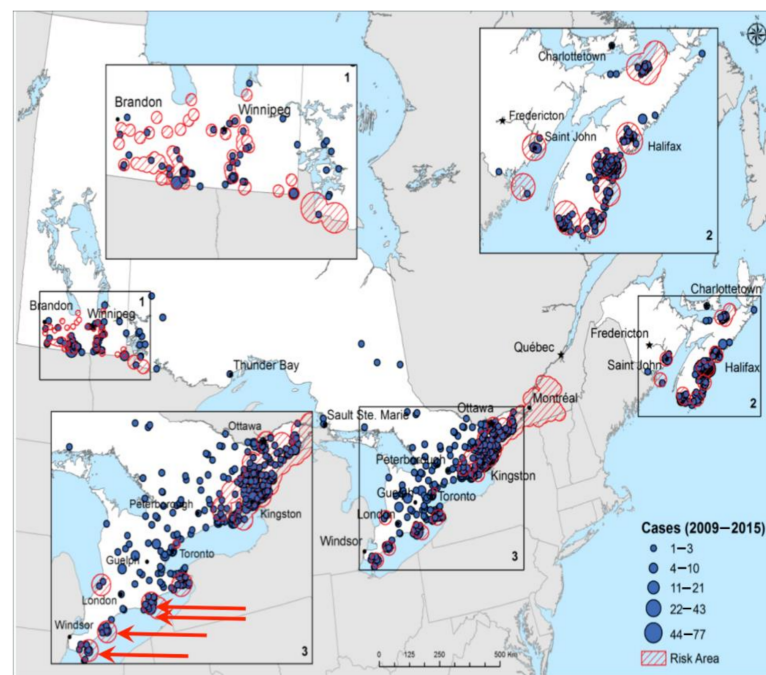 Charlottetown
Fredericton
Saint John
Halifax
2
1
Brandon
Winnipeg
Brandon
1
Winnipeg
Thunder Bay
Québec
Charlottetown
Fredericton
Saint John
Halifax
2
Sault Ste. Marie
Ottawa
Montréal
Peterborough
Kingston
Guelph
Toronto
London
Windsor
3
Ottawa
Peterborough
Kingston
Guelph
Toronto
London
Windsor
3
Cases (2009–2015)
1–3
4–10
11–21
22–43
44–77
Risk Area
0 125 250 500 Km